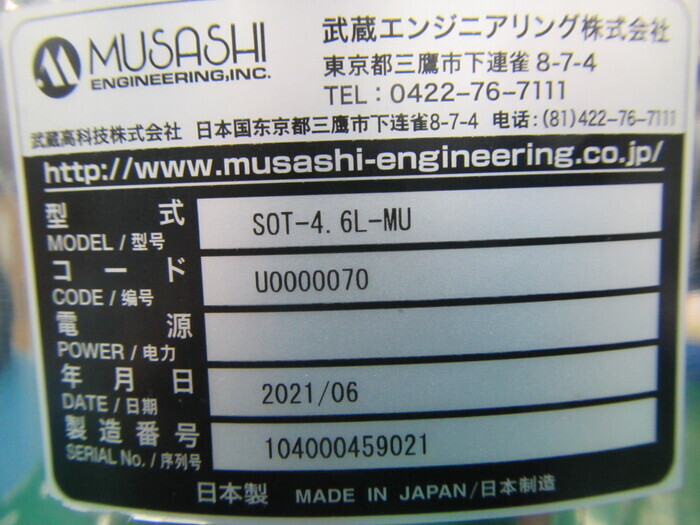 MUSASHI
ENGINEERING,INC.
武蔵エンジニアリング株式会社
東京都三鷹市下連雀 8-7-4
TEL : 0422-76-7111
武蔵高科技株式会社 日本国东京都三鹰市下连雀8-7-4 电话: (81)422-76-7111
http://www.musashi-engineering.co.jp/
型式 SOT-4.6L-MU
MODEL / 型号
コード U0000070
CODE / 编号
電源
POWER / 电力
年月日 2021/06
DATE / 日期
製造番号 104000459021
SERIAL No. / 序列号
日本製 MADE IN JAPAN/日本制造